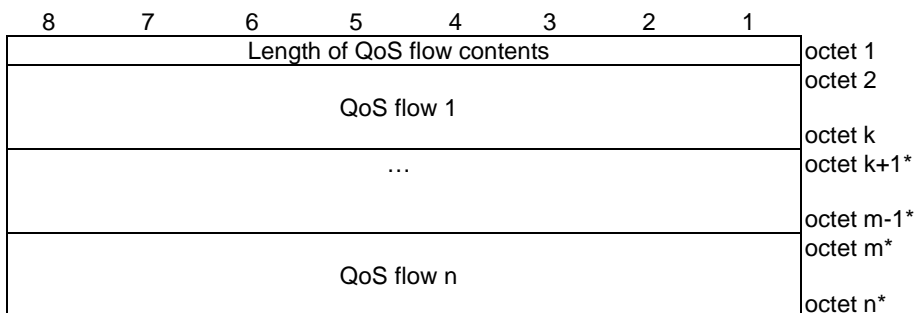 8 7 6 5 4 3 2 1
Length of QoS flow contents octet 1
octet 2
QoS flow 1
octet k
… octet k+1*
octet m-1*
octet m*
QoS flow n
octet n*